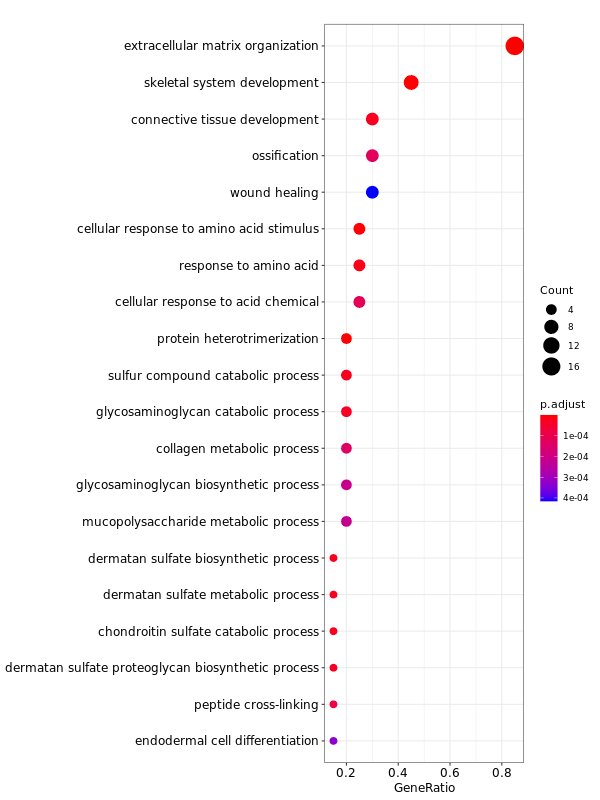 extracellular matrix organization
skeletal system development
connective tissue development
ossification
wound healing
cellular response to amino acid stimulus
response to amino acid
cellular response to acid chemical
protein heterotrimerization
sulfur compound catabolic process
glycosaminoglycan catabolic process
collagen metabolic process
glycosaminoglycan biosynthetic process
mucopolysaccharide metabolic process
dermatan sulfate biosynthetic process
dermatan sulfate metabolic process
chondroitin sulfate catabolic process
dermatan sulfate proteoglycan biosynthetic process
peptide cross-linking
endodermal cell differentiation
0.2 0.4 0.6 0.8
GeneRatio
Count
4
8
12
16
p.adjust
1e-04
2e-04
3e-04
4e-04